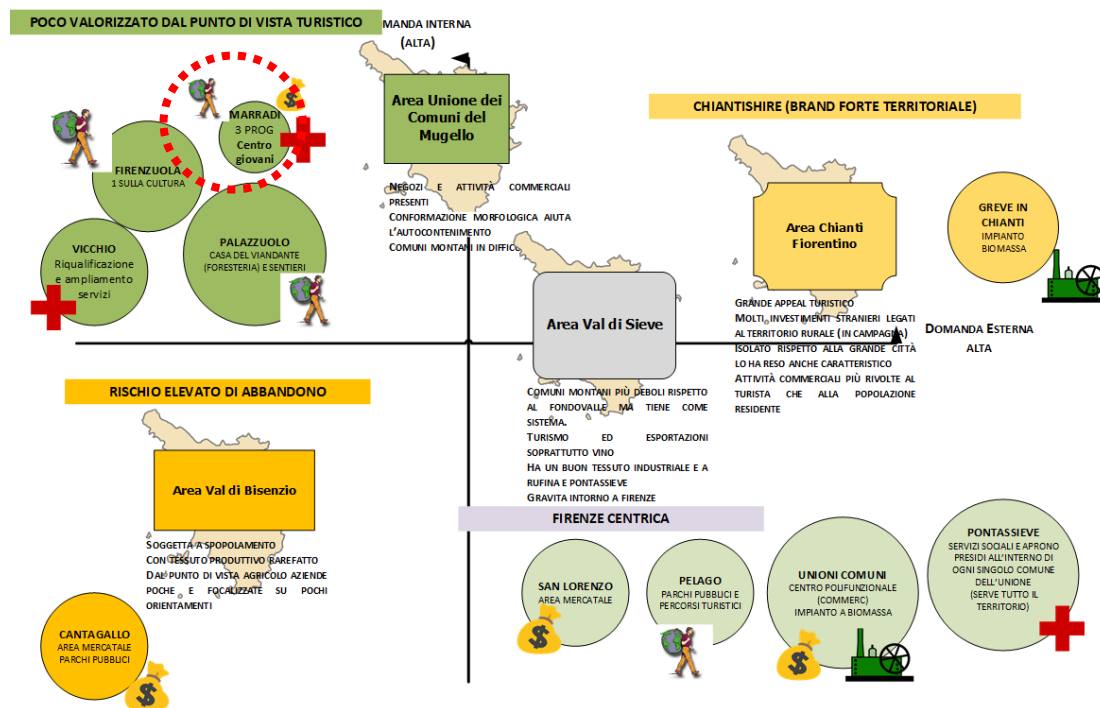 POCO VALORIZZATO DAL PUNTO DI VISTA TURISTICO
MANDA INTERNA
(ALTA)
MARRADI
3 PROG
Centro
giovani
FIRENZUOLA
1 SULLA CULTURA
VICCHIO
Riqualificazione
e ampliamento
servizi
PALAZZUOLO
CASA DEL VIANDANTE
(FORESTERIA) E SENTIERI
Area Unione dei
Comuni del
Mugello
NEGOZI E ATTIVITÀ COMMERCIALI
PRESENTI
CONFORMAZIONE MORFOLOGICA AIUTA
L'AUTOCONTENIMENTO
COMUNI MONTANI IN DIFFIC
CHIANTISHIRE (BRAND FORTE TERRITORIALE)
Area Chianti
Fiorentino
GREVE IN
CHIANTI
IMPIANTO
BIOMASSA
GRANDE APPEAL TURISTICO
MOLTI INVESTIMENTI STRANIERI LEGATI
AL TERRITORIO RURALE (IN CAMPAGNA)
ISOLATO RISPETTO ALLA GRANDE CITTÀ
LO HA RESO ANCHE CARATTERISTICO
ATTIVITÀ COMMERCIALI PIÙ RIVOLTE AL
TURISTA CHE ALLA POPOLAZIONE
RESIDENTE
DOMANDA ESTERNA
ALTA
Area Val di Sieve
COMUNI MONTANI PIÙ DEBOLI RISPETTO
AL FONDOVALLE MA TIENE COME
SISTEMA.
TURISMO ED ESPORTAZIONI
SOPRATTUTTO VINO
HA UN BUON TESSUTO INDUSTRIALE E A
RUFINA E PONTASSIEVE
GRAVITA INTORNO A FIRENZE
RISCHIO ELEVATO DI ABBANDONO
Area Val di Bisenzio
SOGGETTA A SPOPOLAMENTO
CON TESSUTO PRODUTTIVO RAREFATTO
DAL PUNTO DI VISTA AGRICOLO AZIENDE
POCHE E FOCALIZZATE SU POCHI
ORIENTAMENTI
CANTAGALLO
AREA MERCATALE
PARCHI PUBBLICI
FIRENZE CENTRICA
SAN LORENZO
AREA MERCATALE
PELAGO
PARCHI PUBBLICI E
PERCORSI TURISTICI
UNIONI COMUNI
CENTRO POLIFUNZIONALE
(COMMERC)
IMPIANTO A BIOMASSA
PONTASSIEVE
SERVIZI SOCIALI E APRONO
PRESIDI ALL'INTERNO DI
OGNI SINGOLO COMUNE
DELL'UNIONE
(SERVE TUTTO IL
TERRITORIO)